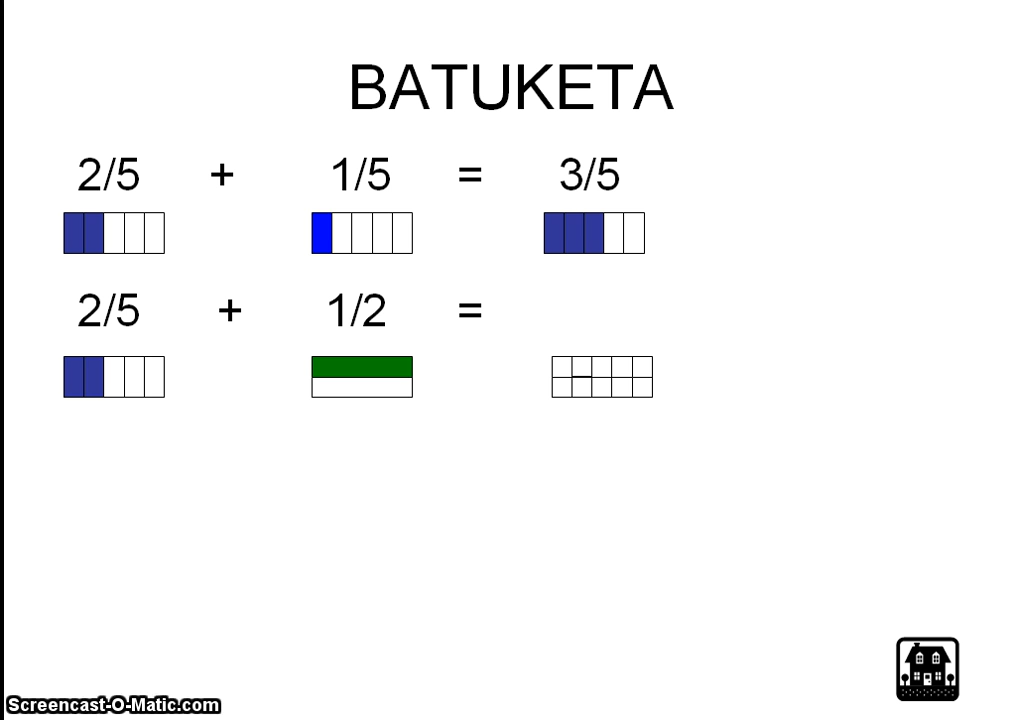 BATUKETA
2/5 + 1/5 = 3/5
2/5 + 1/2 =
Screencast-O-Matic.com